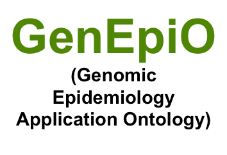 GenEpiO
(Genomic
Epidemiology
Application Ontology)